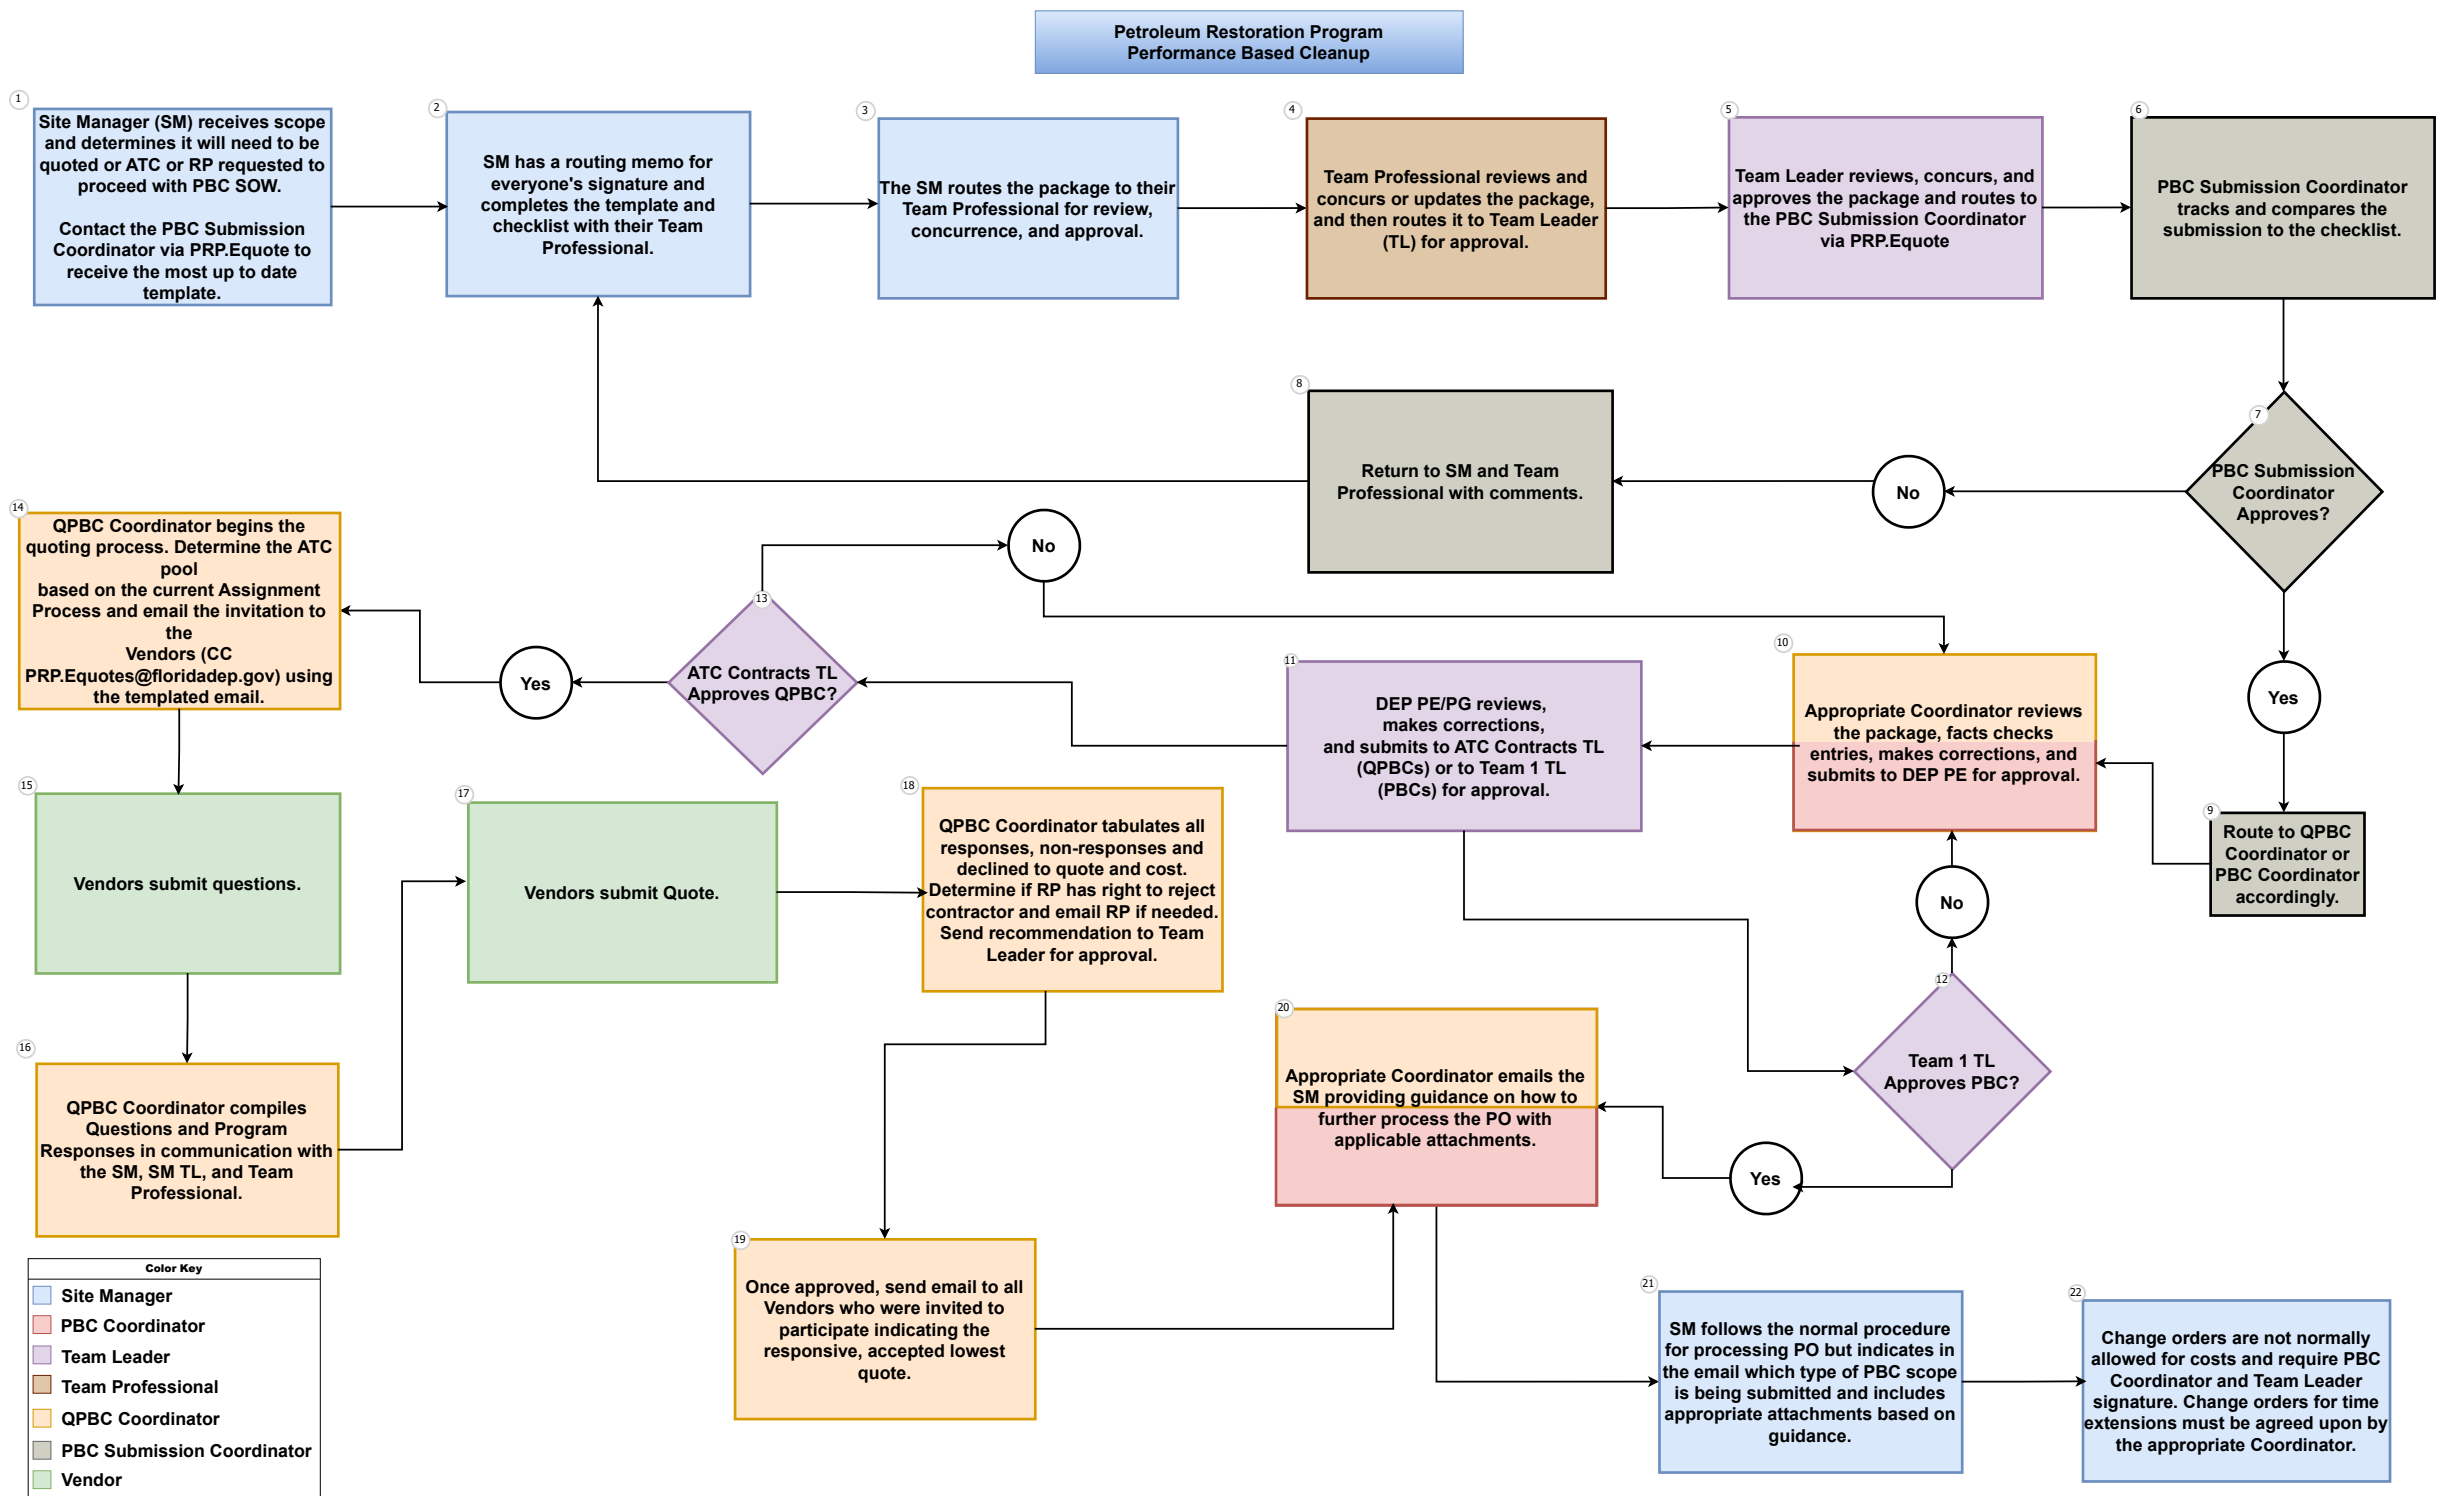 Petroleum Restoration Program
Performance Based Cleanup
1
Site Manager (SM) receives scope
and determines it will need to be
quoted or ATC or RP requested to
proceed with PBC SOW.
Contact the PBC Submission
Coordinator via PRP.Equote to
receive the most up to date
template.
2
SM has a routing memo for
everyone's signature and
completes the template and
checklist with their Team
Professional.
3
The SM routes the package to their
Team Professional for review,
concurrence, and approval.
4
Team Professional reviews and
concurs or updates the package,
and then routes it to Team Leader
(TL) for approval.
5
Team Leader reviews, concurs, and
approves the package and routes to
the PBC Submission Coordinator
via PRP.Equote
6
PBC Submission Coordinator
tracks and compares the
submission to the checklist.
7
PBC Submission
Coordinator
Approves?
No
8
Return to SM and Team
Professional with comments.
Yes
9
Route to QPBC
Coordinator or
PBC Coordinator
accordingly.
10
Appropriate Coordinator reviews
the package, facts checks
entries, makes corrections, and
submits to DEP PE for approval.
11
DEP PE/PG reviews,
makes corrections,
and submits to ATC Contracts TL
(QPBCs) or to Team 1 TL
(PBCs) for approval.
12
Team 1 TL
Approves PBC?
No
Yes
13
ATC Contracts TL
Approves QPBC?
No
Yes
14
QPBC Coordinator begins the
quoting process. Determine the ATC
pool
based on the current Assignment
Process and email the invitation to
the
Vendors (CC
PRP.Equotes@floridadep.gov) using
the templated email.
15
Vendors submit questions.
16
QPBC Coordinator compiles
Questions and Program
Responses in communication with
the SM, SM TL, and Team
Professional.
17
Vendors submit Quote.
18
QPBC Coordinator tabulates all
responses, non-responses and
declined to quote and cost.
Determine if RP has right to reject
contractor and email RP if needed.
Send recommendation to Team
Leader for approval.
19
Once approved, send email to all
Vendors who were invited to
participate indicating the
responsive, accepted lowest
quote.
20
Appropriate Coordinator emails the
SM providing guidance on how to
further process the PO with
applicable attachments.
21
SM follows the normal procedure
for processing PO but indicates in
the email which type of PBC scope
is being submitted and includes
appropriate attachments based on
guidance.
22
Change orders are not normally
allowed for costs and require PBC
Coordinator and Team Leader
signature. Change orders for time
extensions must be agreed upon by
the appropriate Coordinator.
Color Key
Site Manager
PBC Coordinator
Team Leader
Team Professional
QPBC Coordinator
PBC Submission Coordinator
Vendor